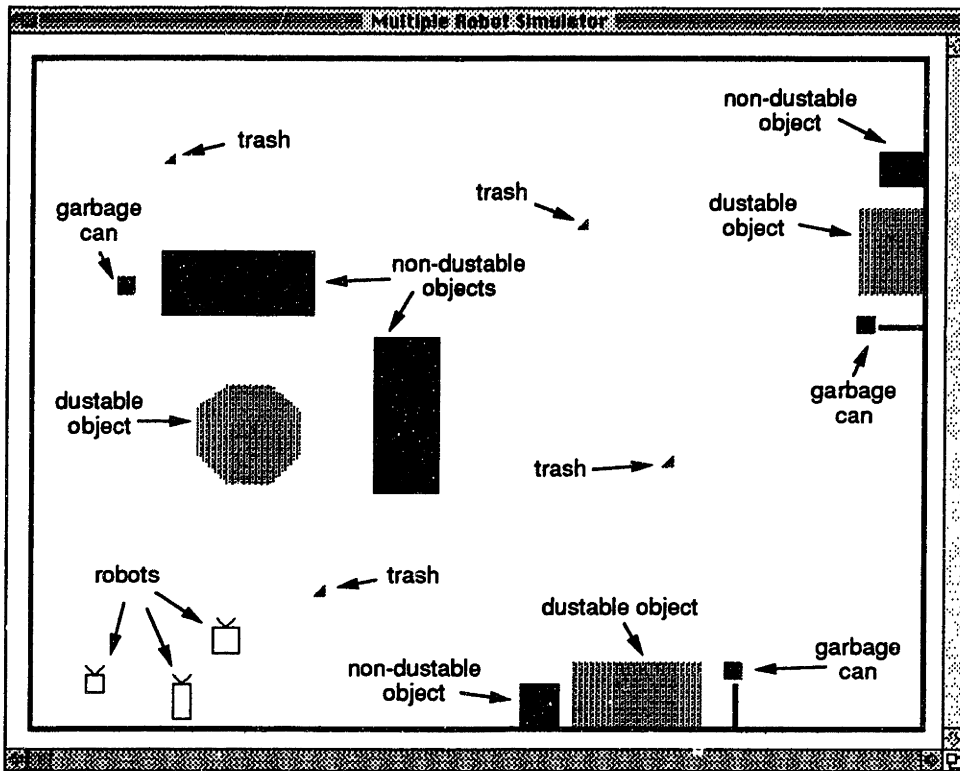 Multiple Robot Simulator
non-dustable
object
trash
trash
garbage
can
dustable
object
non-dustable
objects
garbage
can
dustable
object
trash
robots
trash
dustable object
non-dustable
object
garbage
can